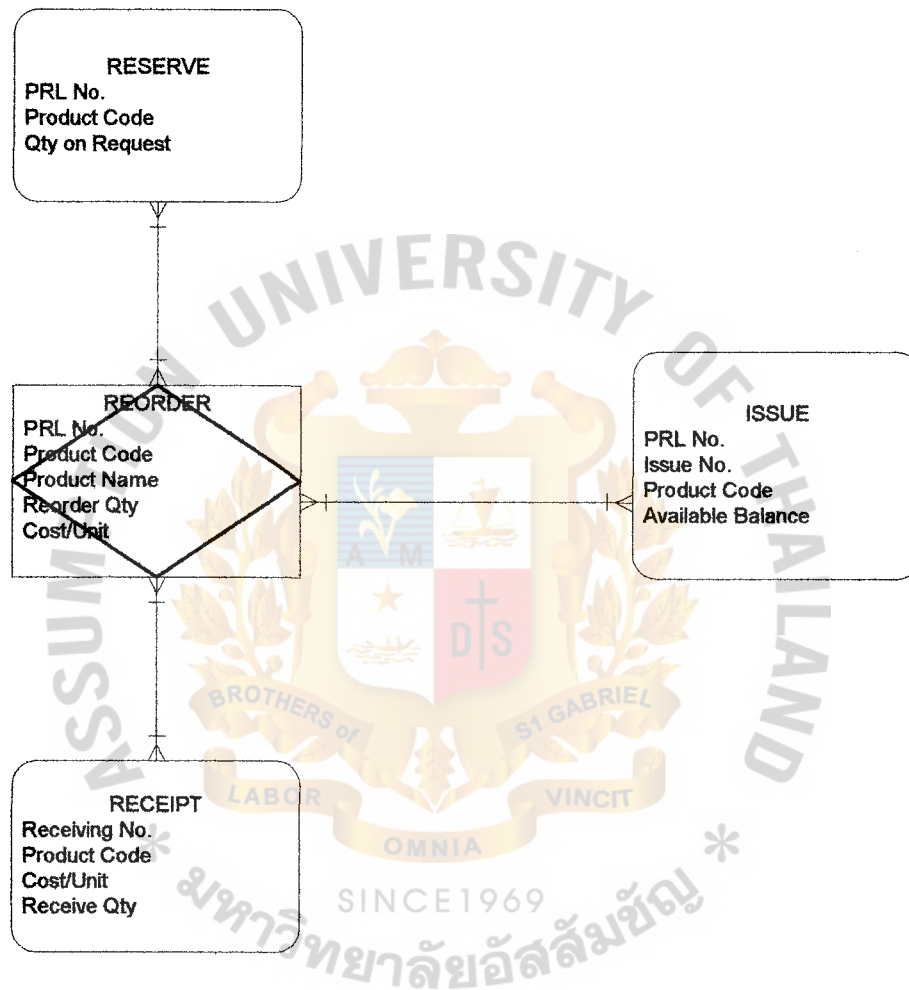 RESERVE
PRL No.
Product Code
Qty on Request
REORDER
PRL No.
Product Code
Product Name
Reorder Qty
Cost/Unit
ISSUE
PRL No.
Issue No.
Product Code
Available Balance
RECEIPT
Receiving No.
Product Code
Cost/Unit
Receive Qty
ASSUMPTION UNIVERSITY OF THAILAND
A M
D S
BROTHERS of S1 GABRIEL
LABOR OMNIA VINCIT
SINCE1969
* มหาวิทยาลัยอัสสัมชัญ *